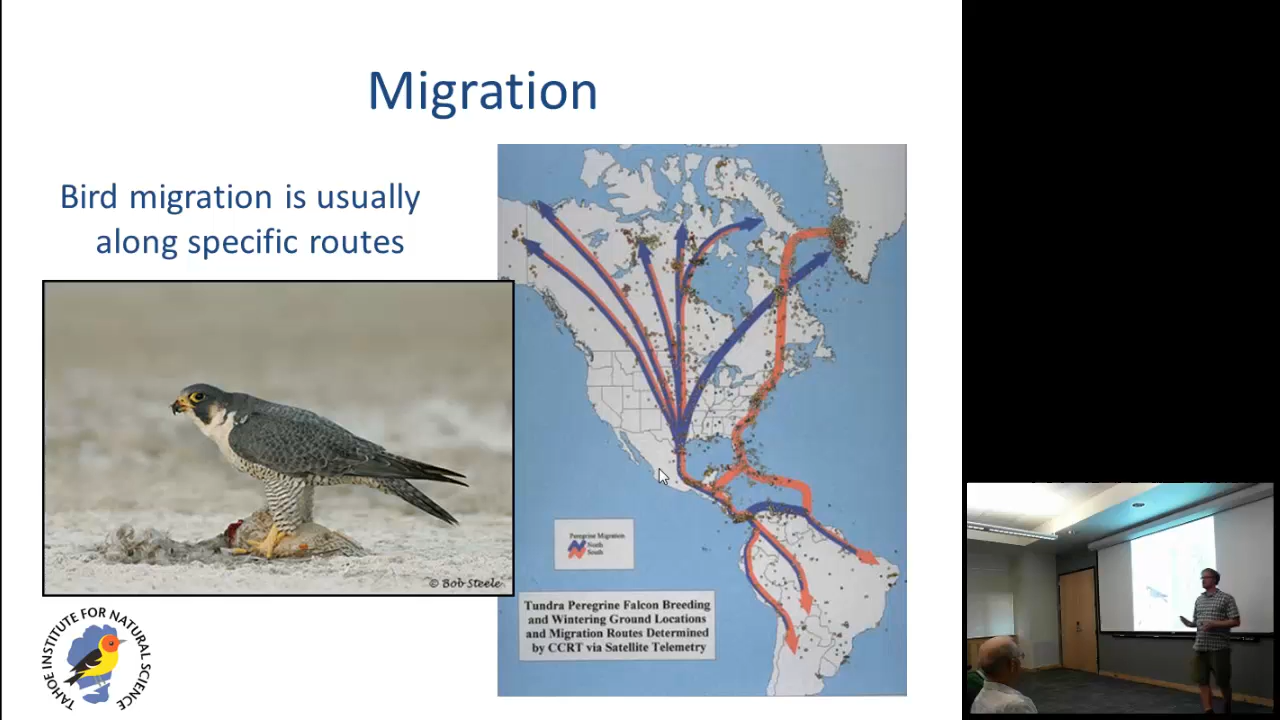 Migration
Bird migration is usually
along specific routes
© Bob Steele
Peregrine Migration
North
South
Tundra Peregrine Falcon Breeding
and Wintering Ground Locations
and Migration Routes Determined
by CCRT via Satellite Telemetry
TAHOE INSTITUTE FOR NATURAL SCIENCE